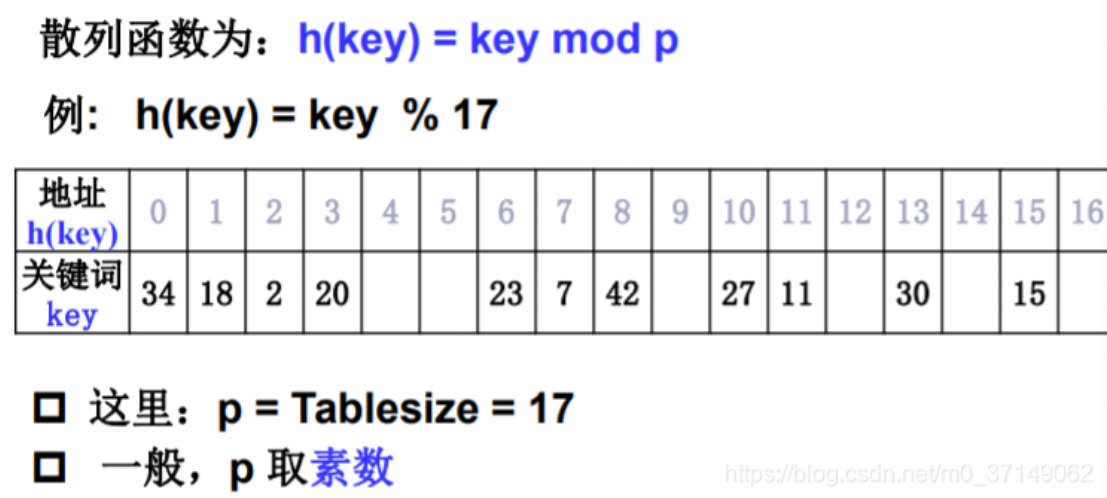 散列函数为：h(key) = key mod p
例: h(key) = key % 17
地址 h(key) 0 1 2 3 4 5 6 7 8 9 10 11 12 13 14 15 16
关键词 key 34 18 2 20 23 7 42 27 11 30 15
这里：p = Tablesize = 17
一般，p 取素数
https://blog.csdn.net/m0_37149062